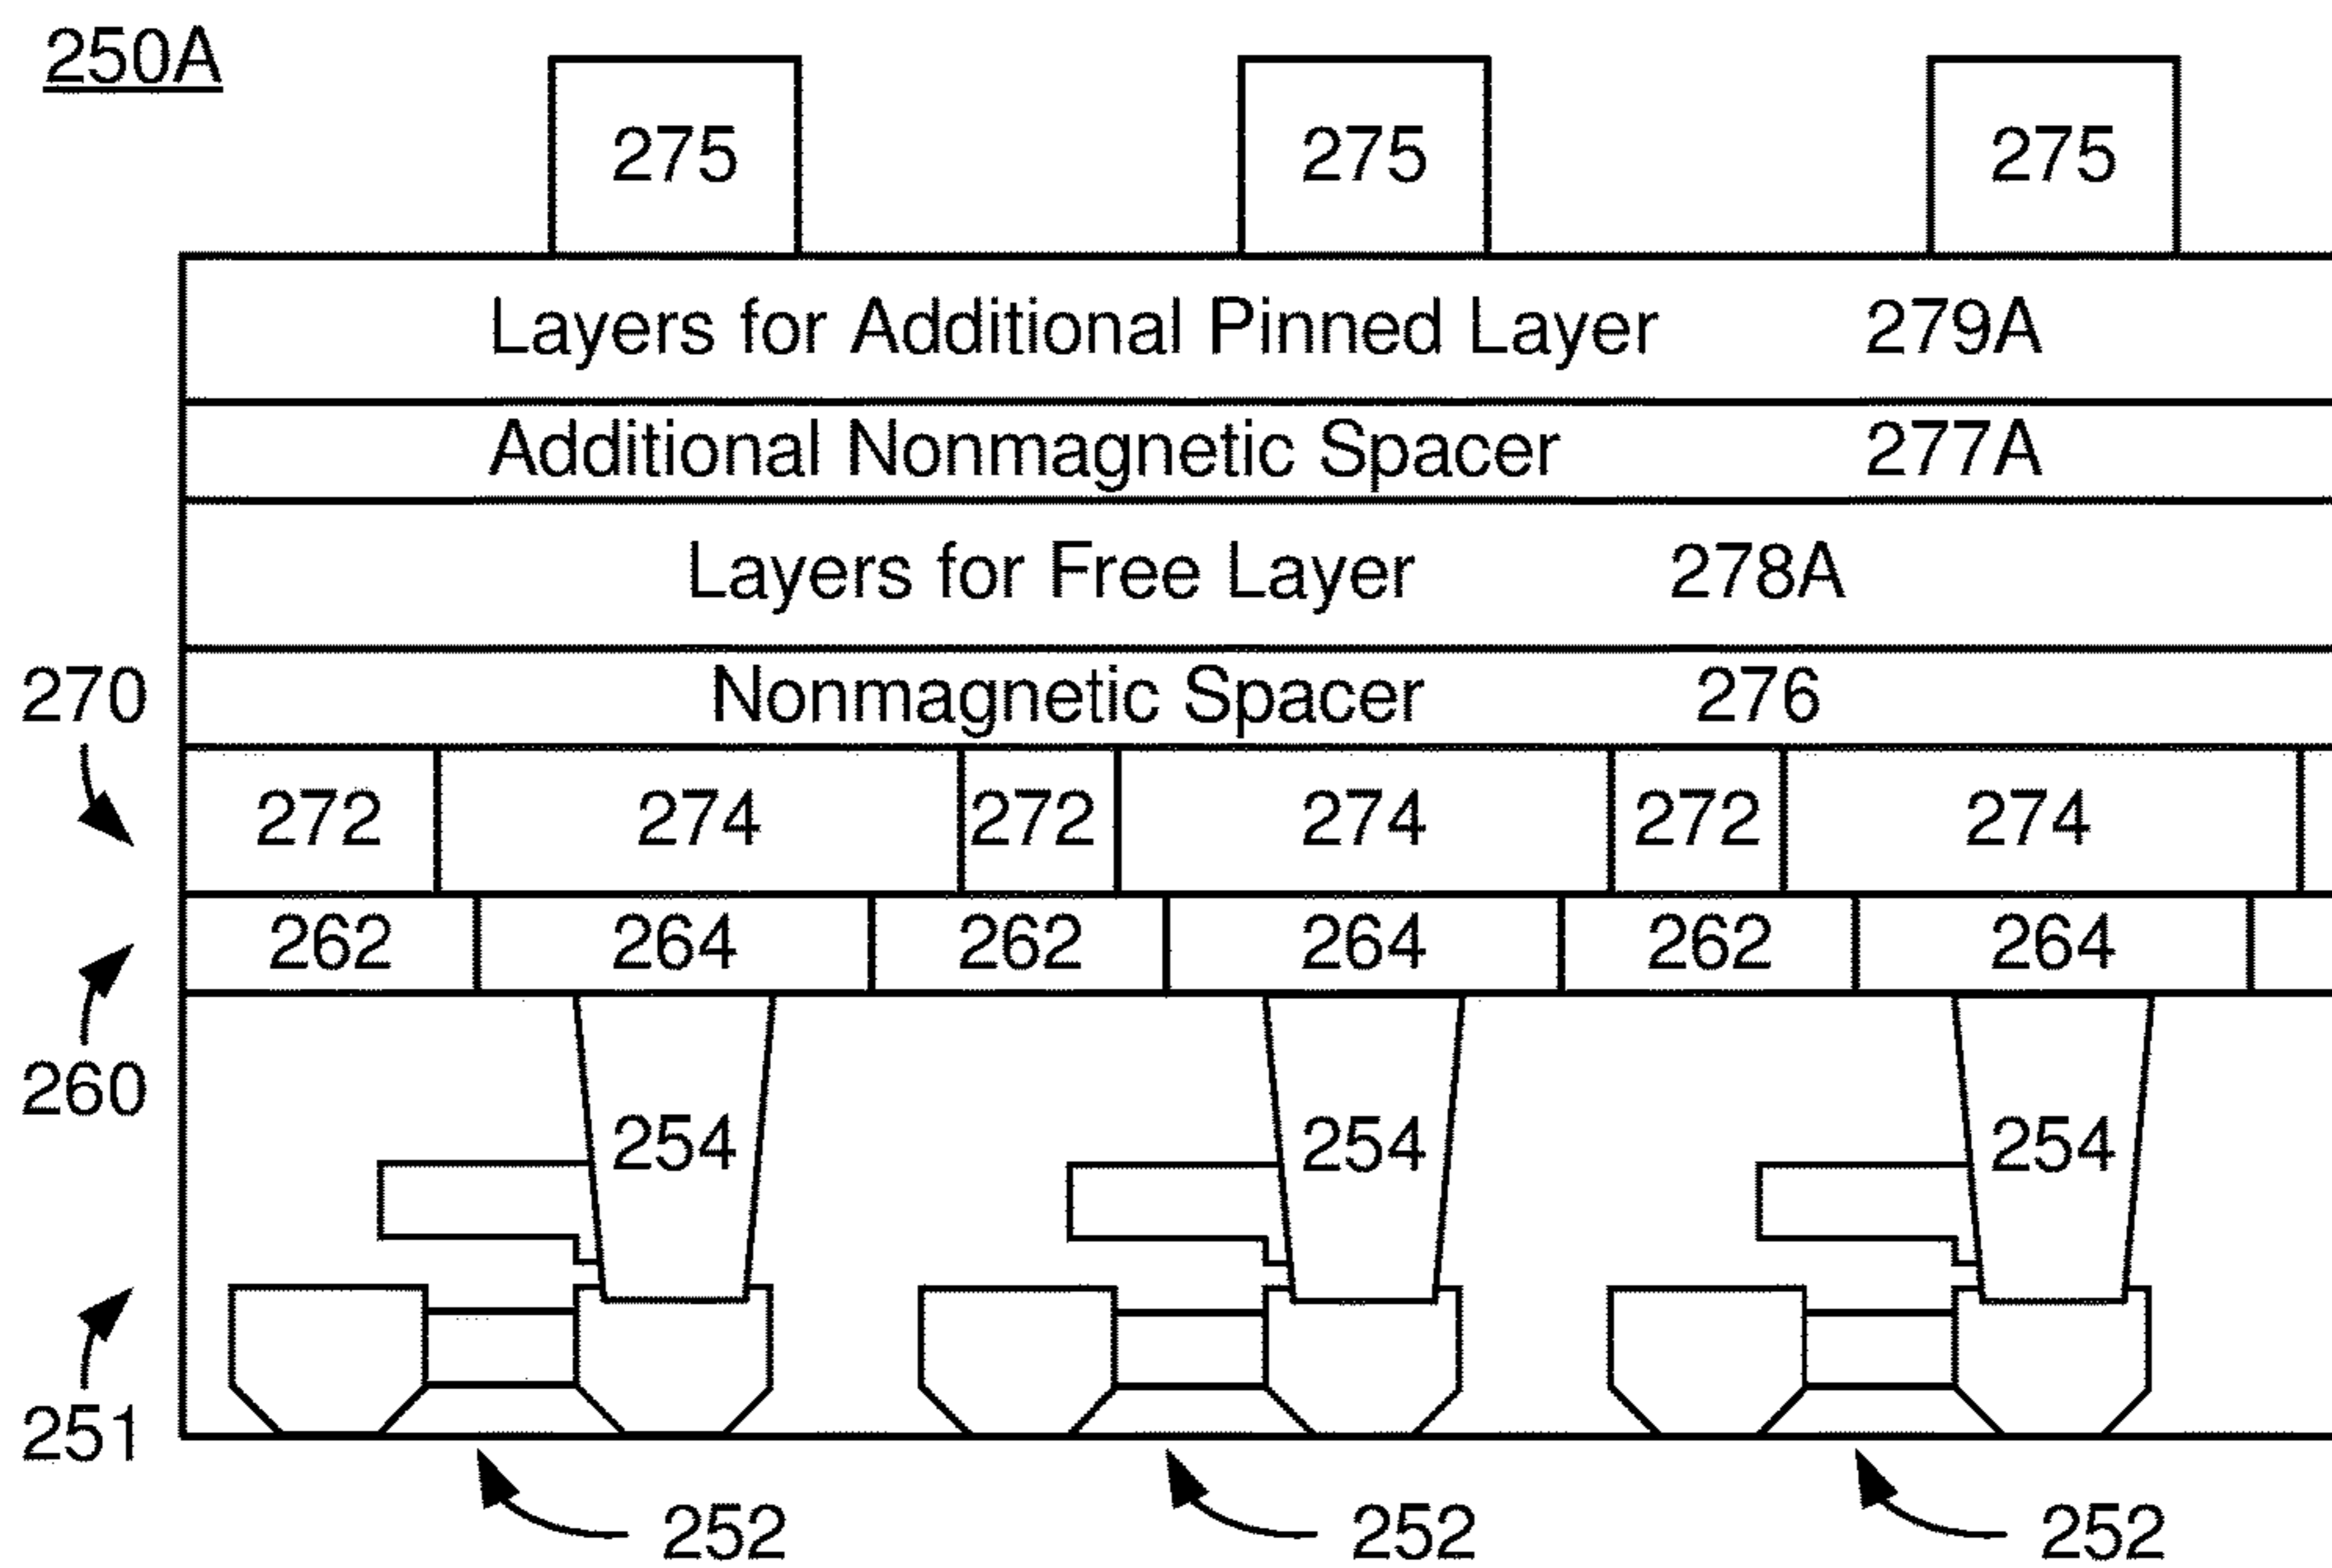 250A
275 275 275
Layers for Additional Pinned Layer 279A
Additional Nonmagnetic Spacer 277A
Layers for Free Layer 278A
270 Nonmagnetic Spacer 276
272 274 272 274 272 274
262 264 262 264 262 264
260
254 254 254
251
252 252 252